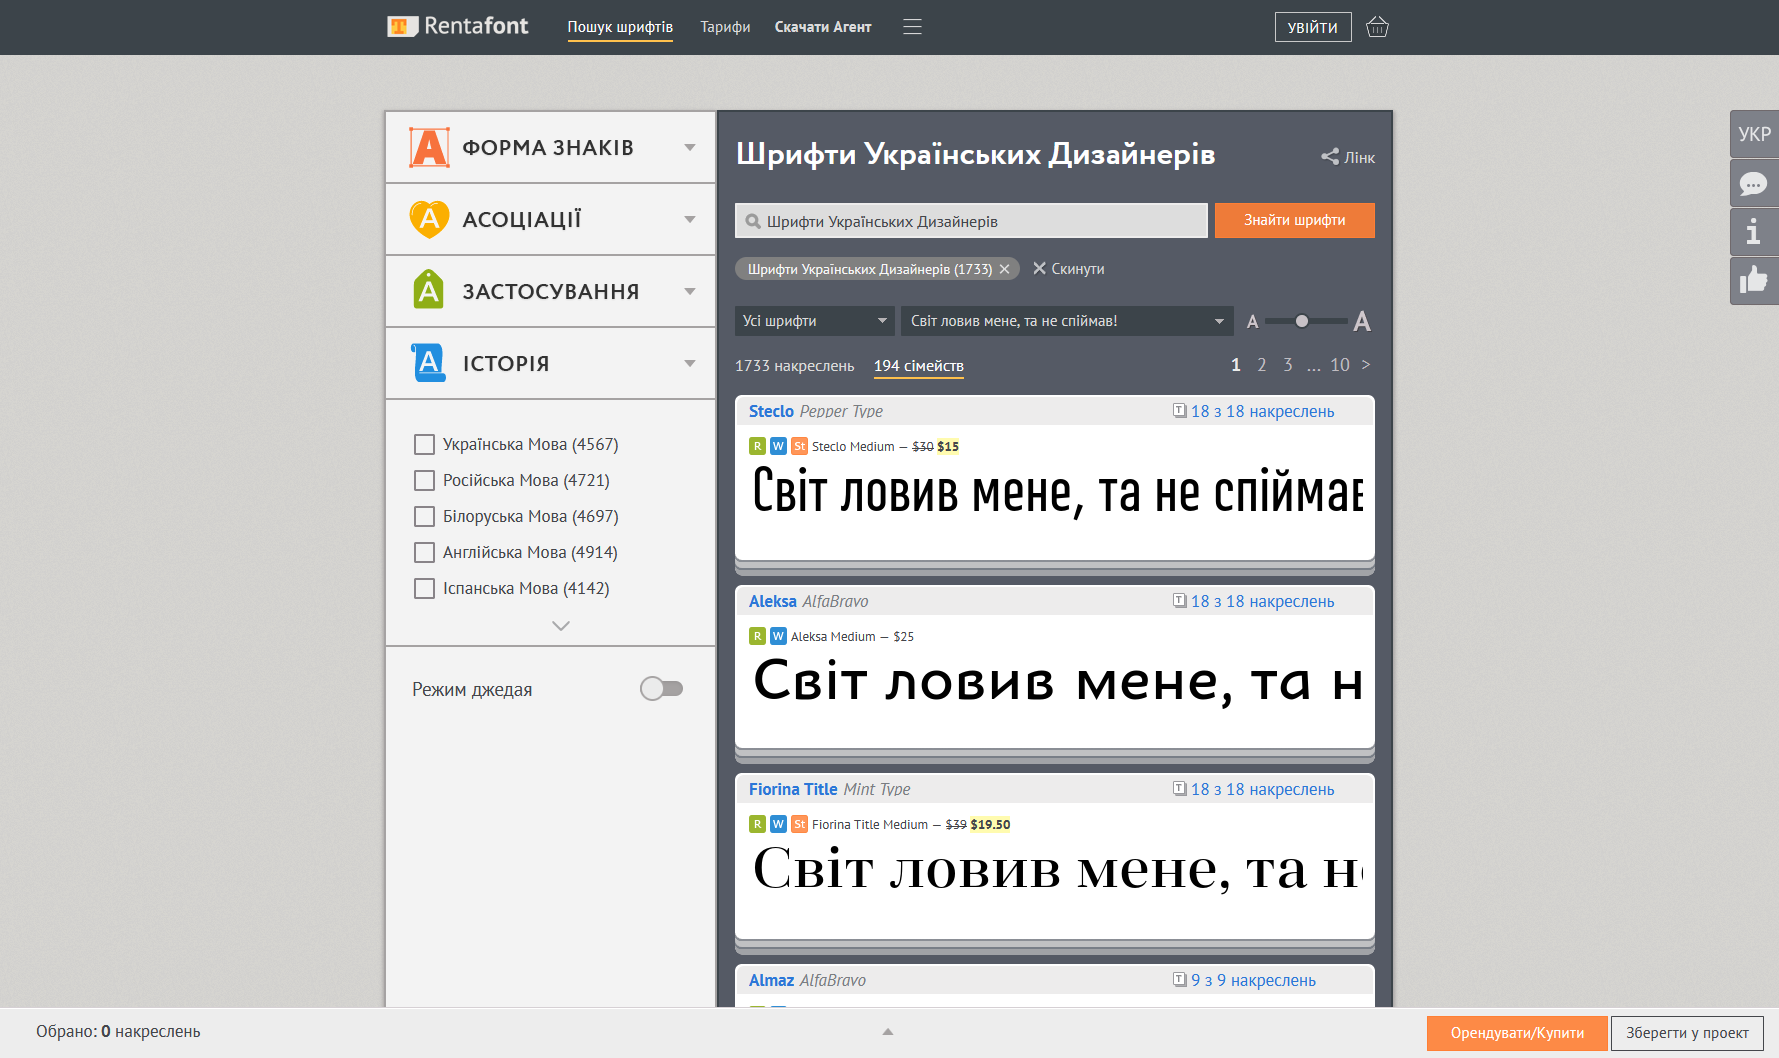 Rentafont
Пошук шрифтів
Тарифи
Скачати Агент
УВІЙТИ
ФОРМА ЗНАКІВ
АСОЦІАЦІЇ
ЗАСТОСУВАННЯ
ІСТОРІЯ
Українська Мова (4567)
Російська Мова (4721)
Білоруська Мова (4697)
Англійська Мова (4914)
Іспанська Мова (4142)
Режим джедая
Шрифти Українських Дизайнерів
Лінк
Шрифти Українських Дизайнерів
Знайти шрифти
Шрифти Українських Дизайнерів (1733)
Скинути
Усі шрифти
Світ ловив мене, та не спіймав!
A A
1733 накреслень
194 сімейств
1 2 3 ... 10 >
Steclo Pepper Type
18 з 18 накреслень
R W St Steclo Medium — $30 $15
Світ ловив мене, та не спіймав
Aleksa AlfaBravo
18 з 18 накреслень
R W Aleksa Medium — $25
Світ ловив мене, та н
Fiorina Title Mint Type
18 з 18 накреслень
R W St Fiorina Title Medium — $39 $19.50
Світ ловив мене, та не
Almaz AlfaBravo
9 з 9 накреслень
УКР
Обрано: 0 накреслень
Орендувати/Купити
Зберегти у проект